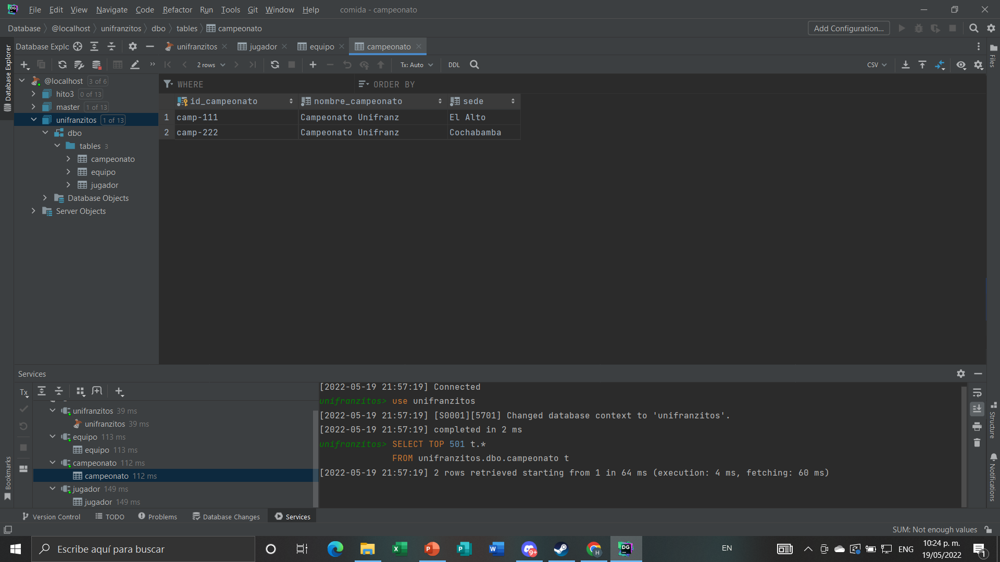 File Edit View Navigate Code Refactor Run Tools Git Window Help comida - campeonato
Database @localhost unifranzitos dbo tables campeonato Add Configuration...
Database Explc unifranzitos jugador equipo campeonato
2 rows Tx: Auto DDL CSV
WHERE ORDER BY
id_campeonato nombre_campeonato sede
1 camp-111 Campeonato Unifranz El Alto
2 camp-222 Campeonato Unifranz Cochabamba
Database Explorer
@localhost 3 of 6
hito3 0 of 13
master 1 of 13
unifranzitos 1 of 13
dbo
tables 3
campeonato
equipo
jugador
Database Objects
Server Objects
Files
Services
Tx
unifranzitos 39 ms
unifranzitos 39 ms
equipo 113 ms
equipo 113 ms
campeonato 112 ms
campeonato 112 ms
jugador 149 ms
jugador 149 ms
[2022-05-19 21:57:19] Connected
unifranzitos> use unifranzitos
[2022-05-19 21:57:19] [S0001][5701] Changed database context to 'unifranzitos'.
[2022-05-19 21:57:19] completed in 2 ms
unifranzitos> SELECT TOP 501 t.*
FROM unifranzitos.dbo.campeonato t
[2022-05-19 21:57:19] 2 rows retrieved starting from 1 in 64 ms (execution: 4 ms, fetching: 60 ms)
Bookmarks
Structure
Notifications
Version Control TODO Problems Database Changes Services
SUM: Not enough values
Escribe aquí para buscar
DG
9+
H
EN
ENG
10:24 p. m.
19/05/2022
1